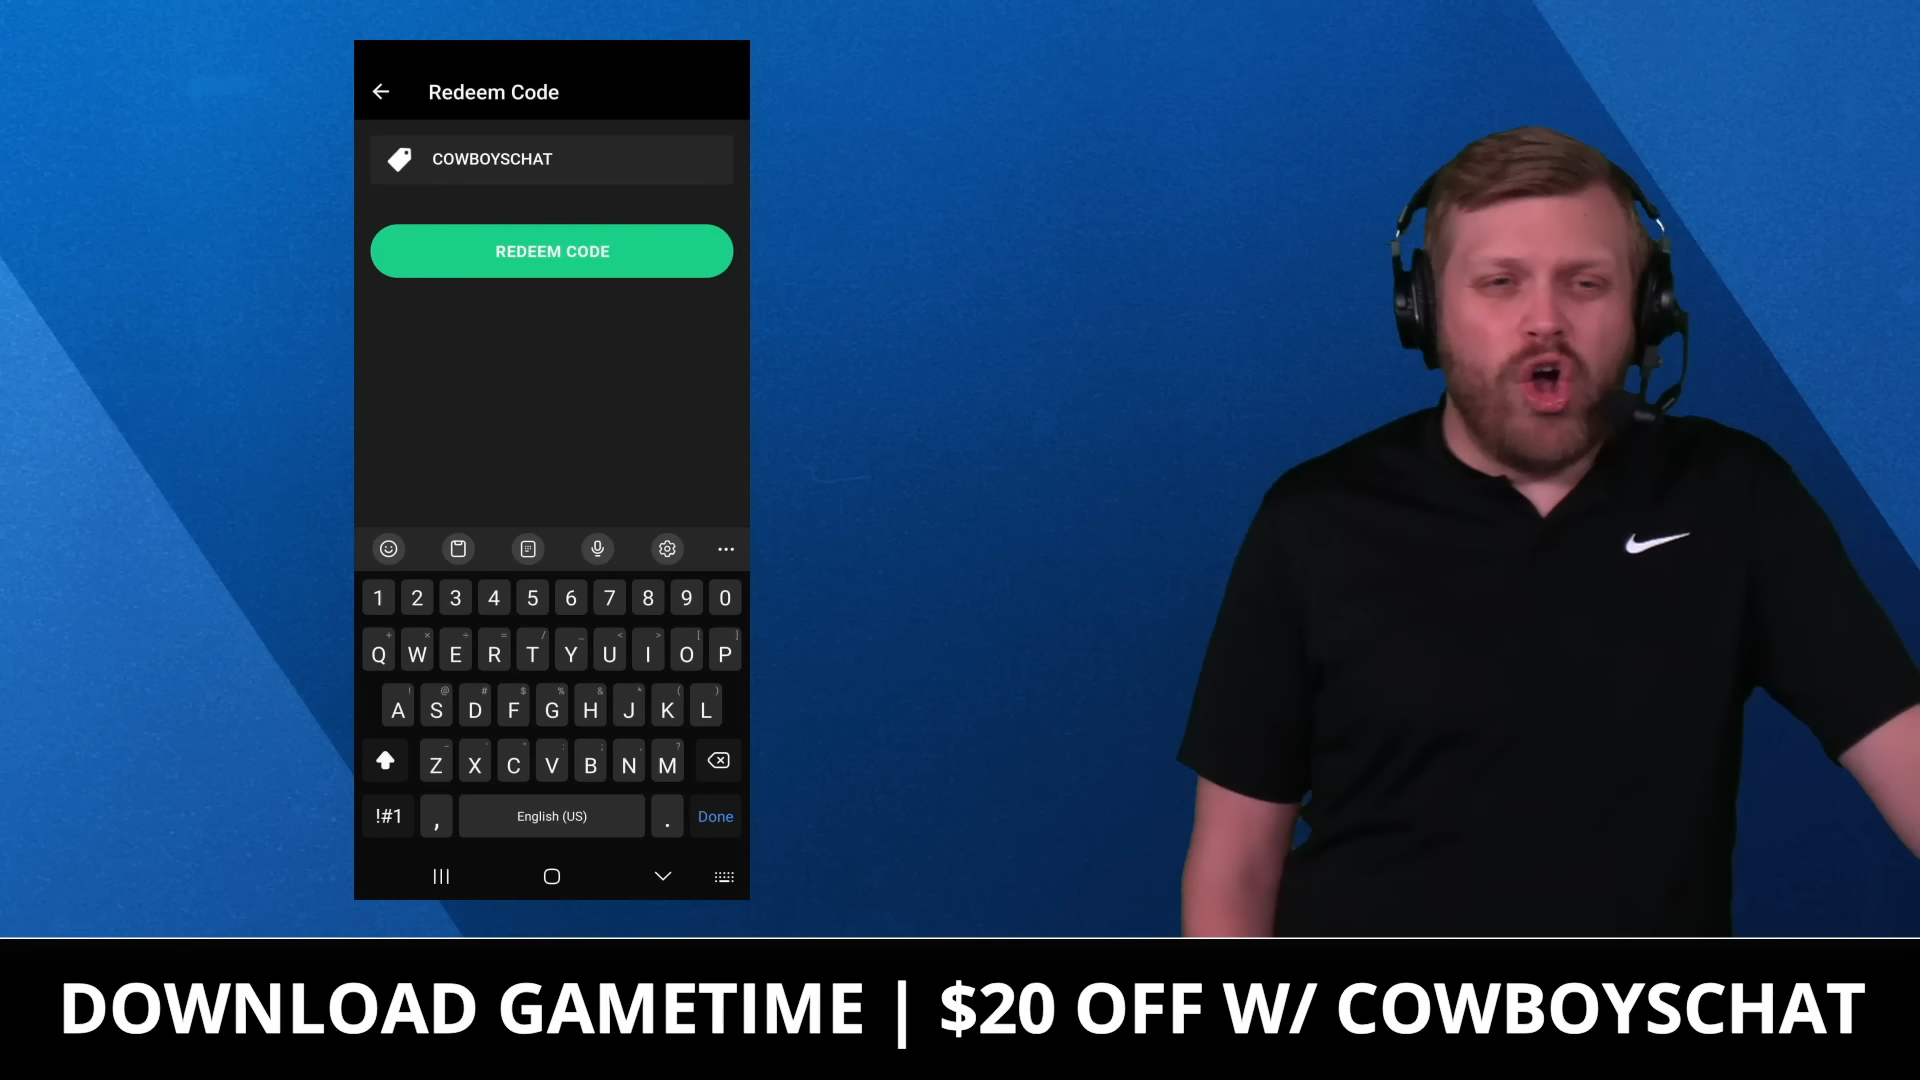 Redeem Code
COWBOYSCHAT
REDEEM CODE
1 2 3 4 5 6 7 8 9 0
+ × ÷ = / _ < > [ ]
Q W E R T Y U I O P
! @ # $ % & * ( )
A S D F G H J K L
- ' " : ; , ?
Z X C V B N M
!#1 , English (US) . Done
DOWNLOAD GAMETIME | $20 OFF W/ COWBOYSCHAT